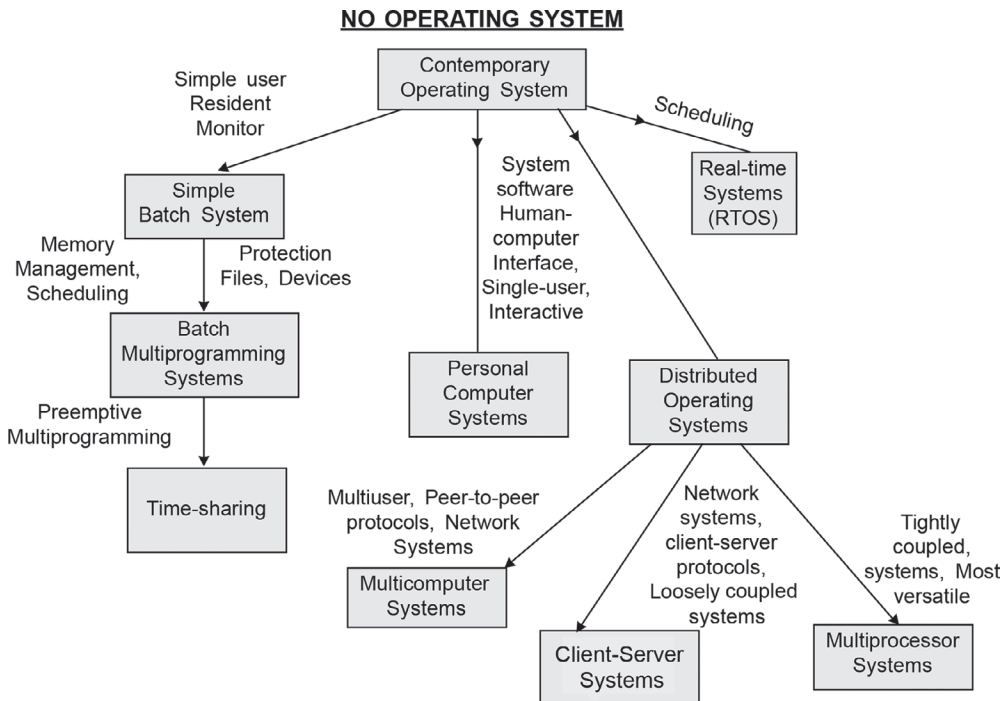 NO OPERATING SYSTEM
Contemporary
Operating System
Simple user
Resident
Monitor
Scheduling
Simple
Batch System
System
software
Human-
computer
Interface,
Single-user,
Interactive
Real-time
Systems
(RTOS)
Memory
Management,
Scheduling
Protection
Files, Devices
Batch
Multiprogramming
Systems
Personal
Computer
Systems
Distributed
Operating
Systems
Preemptive
Multiprogramming
Time-sharing
Multiuser, Peer-to-peer
protocols, Network
Systems
Network
systems,
client-server
protocols,
Loosely coupled
systems
Tightly
coupled,
systems, Most
versatile
Multicomputer
Systems
Client-Server
Systems
Multiprocessor
Systems